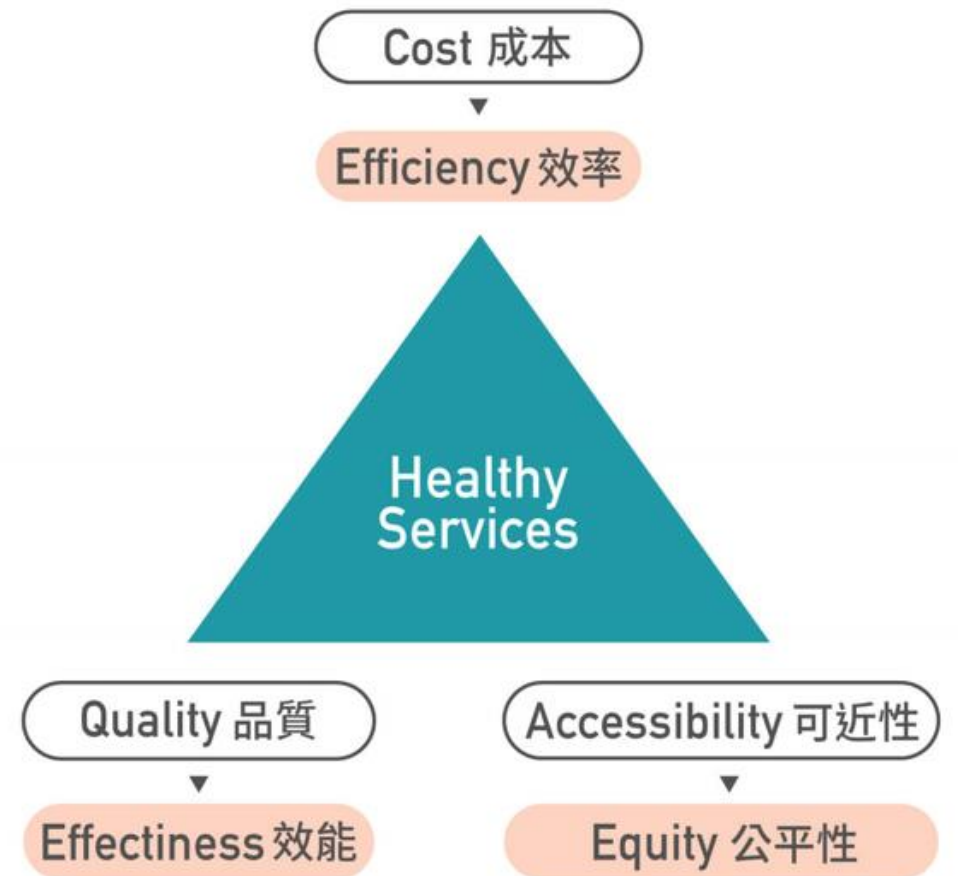 Cost 成本
▼
Efficiency 效率
Healthy
Services
Quality 品質
▼
Effectiness 效能
Accessibility 可近性
▼
Equity 公平性